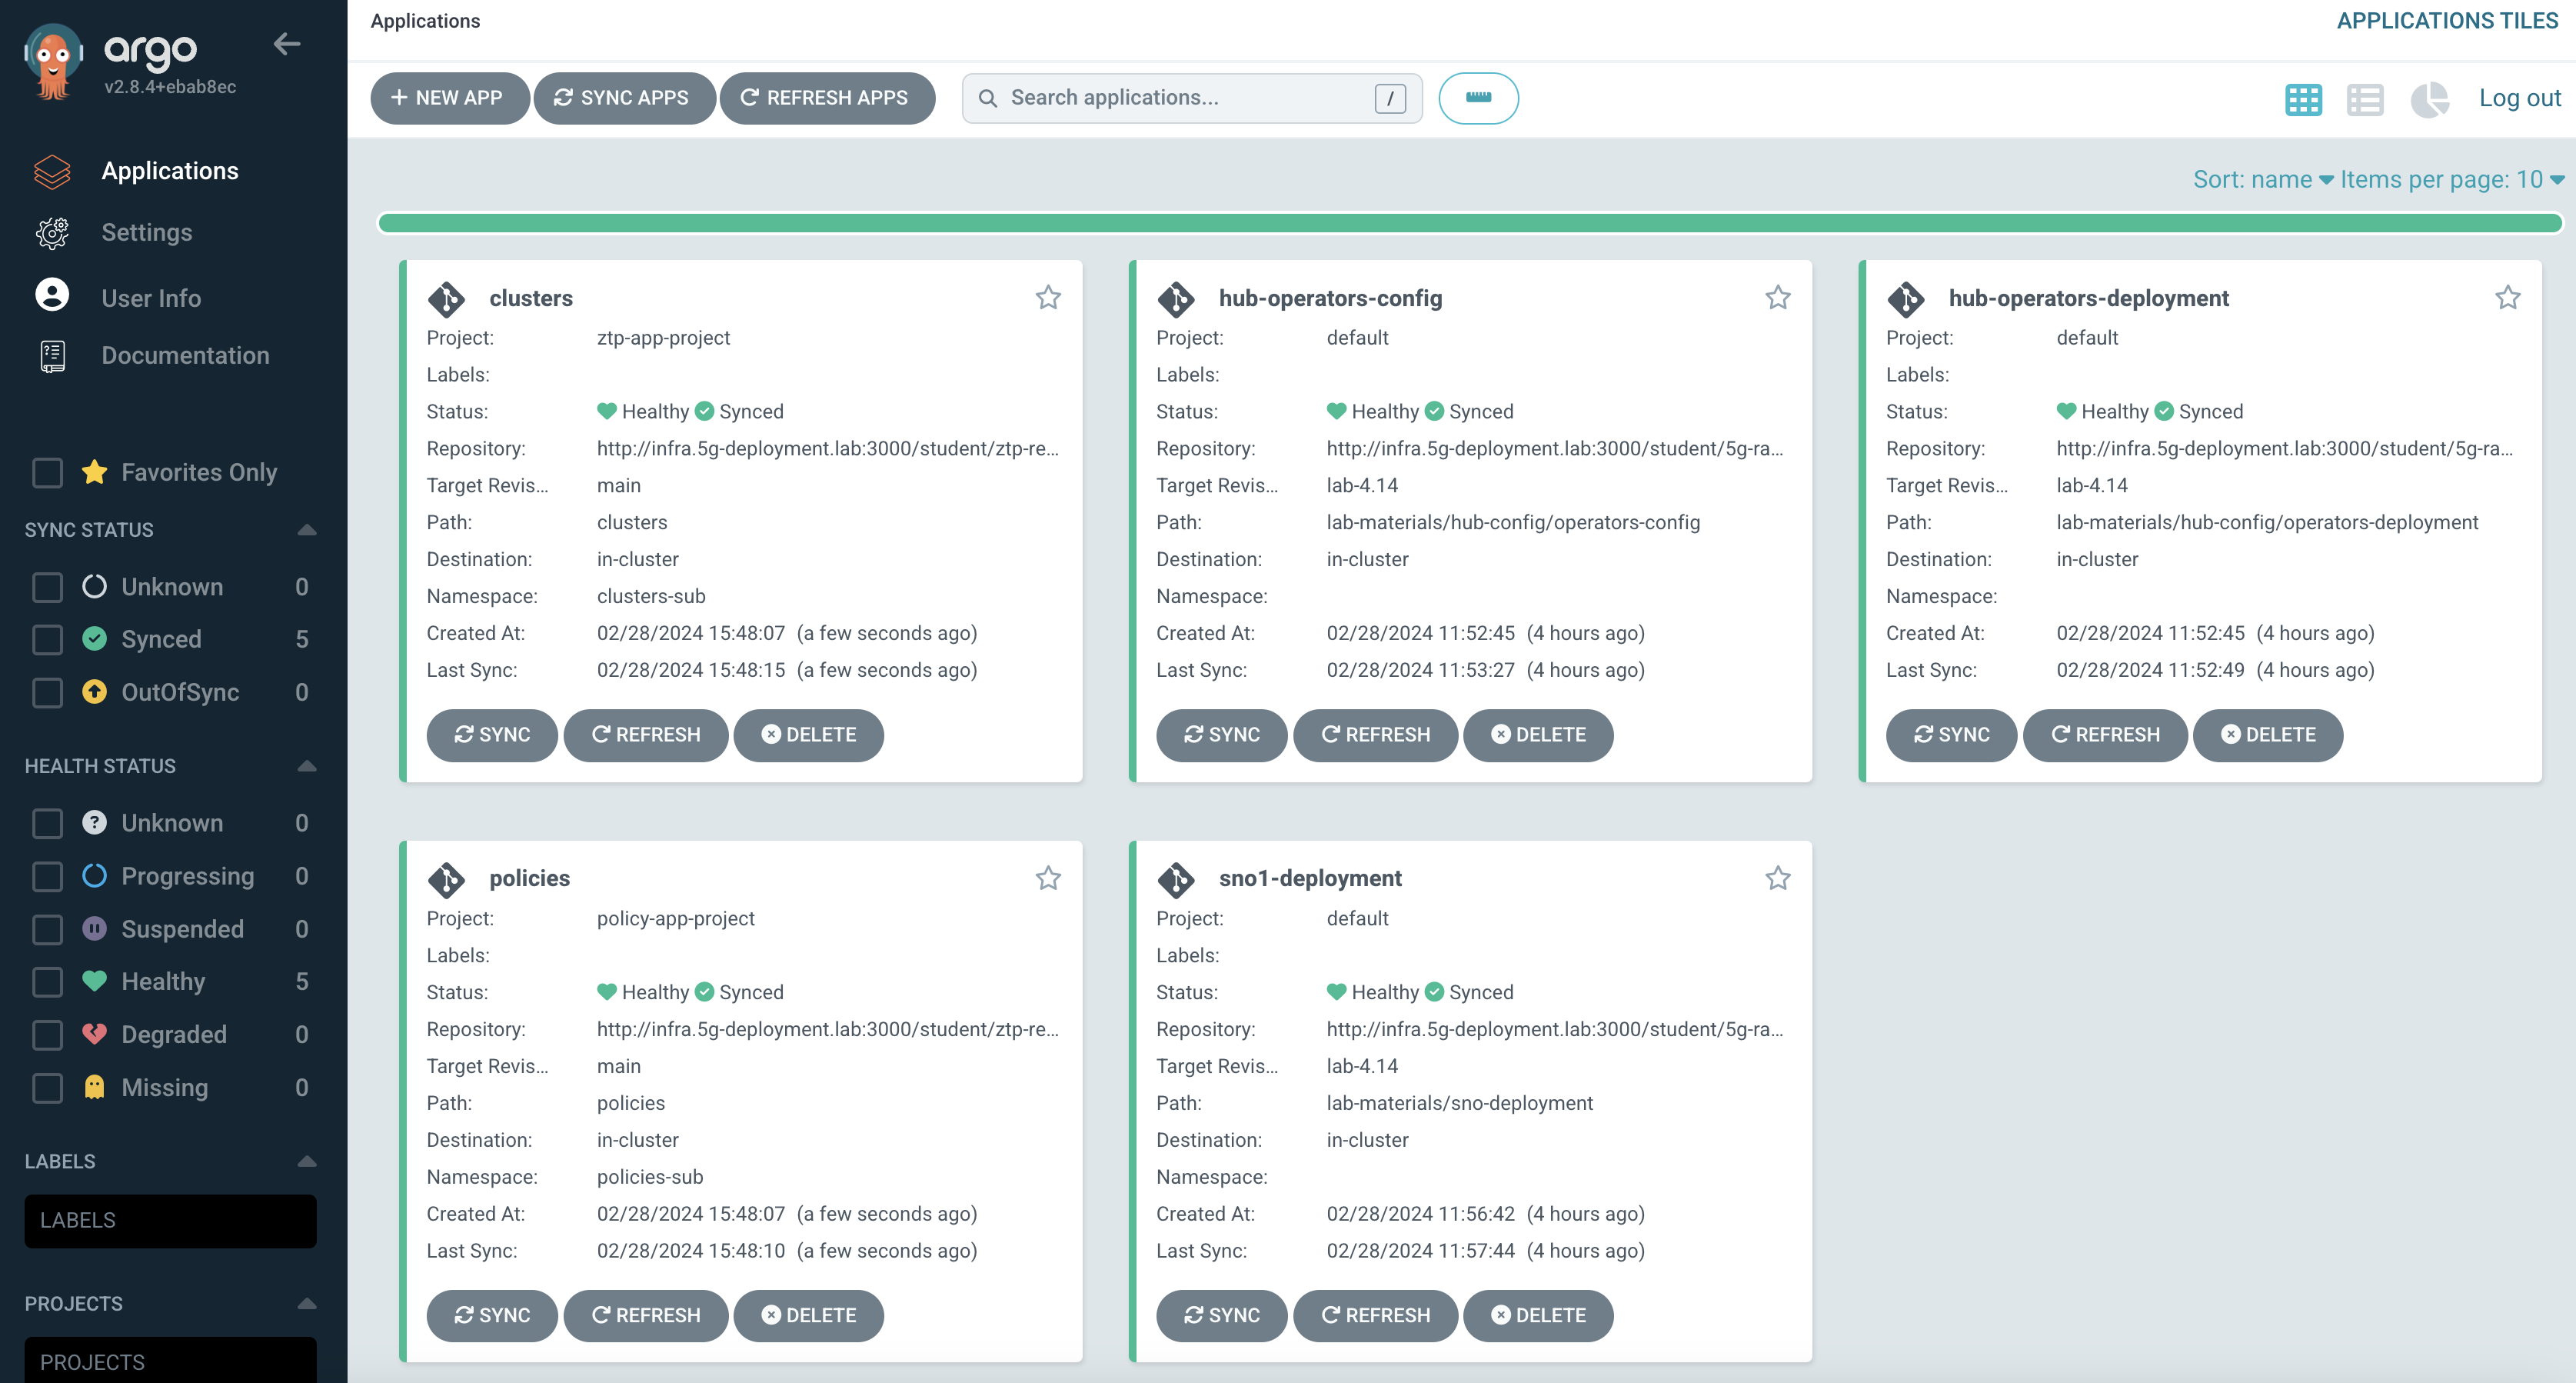 argo
v2.8.4+ebab8ec
Applications
Settings
User Info
Documentation
Favorites Only
SYNC STATUS
Unknown 0
Synced 5
OutOfSync 0
HEALTH STATUS
Unknown 0
Progressing 0
Suspended 0
Healthy 5
Degraded 0
Missing 0
LABELS
LABELS
PROJECTS
PROJECTS
Applications
APPLICATIONS TILES
+ NEW APP SYNC APPS REFRESH APPS Search applications... / Log out
Sort: name Items per page: 10
clusters
Project: ztp-app-project
Labels:
Status: Healthy Synced
Repository: http://infra.5g-deployment.lab:3000/student/ztp-re...
Target Revis... main
Path: clusters
Destination: in-cluster
Namespace: clusters-sub
Created At: 02/28/2024 15:48:07 (a few seconds ago)
Last Sync: 02/28/2024 15:48:15 (a few seconds ago)
SYNC REFRESH DELETE
hub-operators-config
Project: default
Labels:
Status: Healthy Synced
Repository: http://infra.5g-deployment.lab:3000/student/5g-ra...
Target Revis... lab-4.14
Path: lab-materials/hub-config/operators-config
Destination: in-cluster
Namespace:
Created At: 02/28/2024 11:52:45 (4 hours ago)
Last Sync: 02/28/2024 11:53:27 (4 hours ago)
SYNC REFRESH DELETE
hub-operators-deployment
Project: default
Labels:
Status: Healthy Synced
Repository: http://infra.5g-deployment.lab:3000/student/5g-ra...
Target Revis... lab-4.14
Path: lab-materials/hub-config/operators-deployment
Destination: in-cluster
Namespace:
Created At: 02/28/2024 11:52:45 (4 hours ago)
Last Sync: 02/28/2024 11:52:49 (4 hours ago)
SYNC REFRESH DELETE
policies
Project: policy-app-project
Labels:
Status: Healthy Synced
Repository: http://infra.5g-deployment.lab:3000/student/ztp-re...
Target Revis... main
Path: policies
Destination: in-cluster
Namespace: policies-sub
Created At: 02/28/2024 15:48:07 (a few seconds ago)
Last Sync: 02/28/2024 15:48:10 (a few seconds ago)
SYNC REFRESH DELETE
sno1-deployment
Project: default
Labels:
Status: Healthy Synced
Repository: http://infra.5g-deployment.lab:3000/student/5g-ra...
Target Revis... lab-4.14
Path: lab-materials/sno-deployment
Destination: in-cluster
Namespace:
Created At: 02/28/2024 11:56:42 (4 hours ago)
Last Sync: 02/28/2024 11:57:44 (4 hours ago)
SYNC REFRESH DELETE